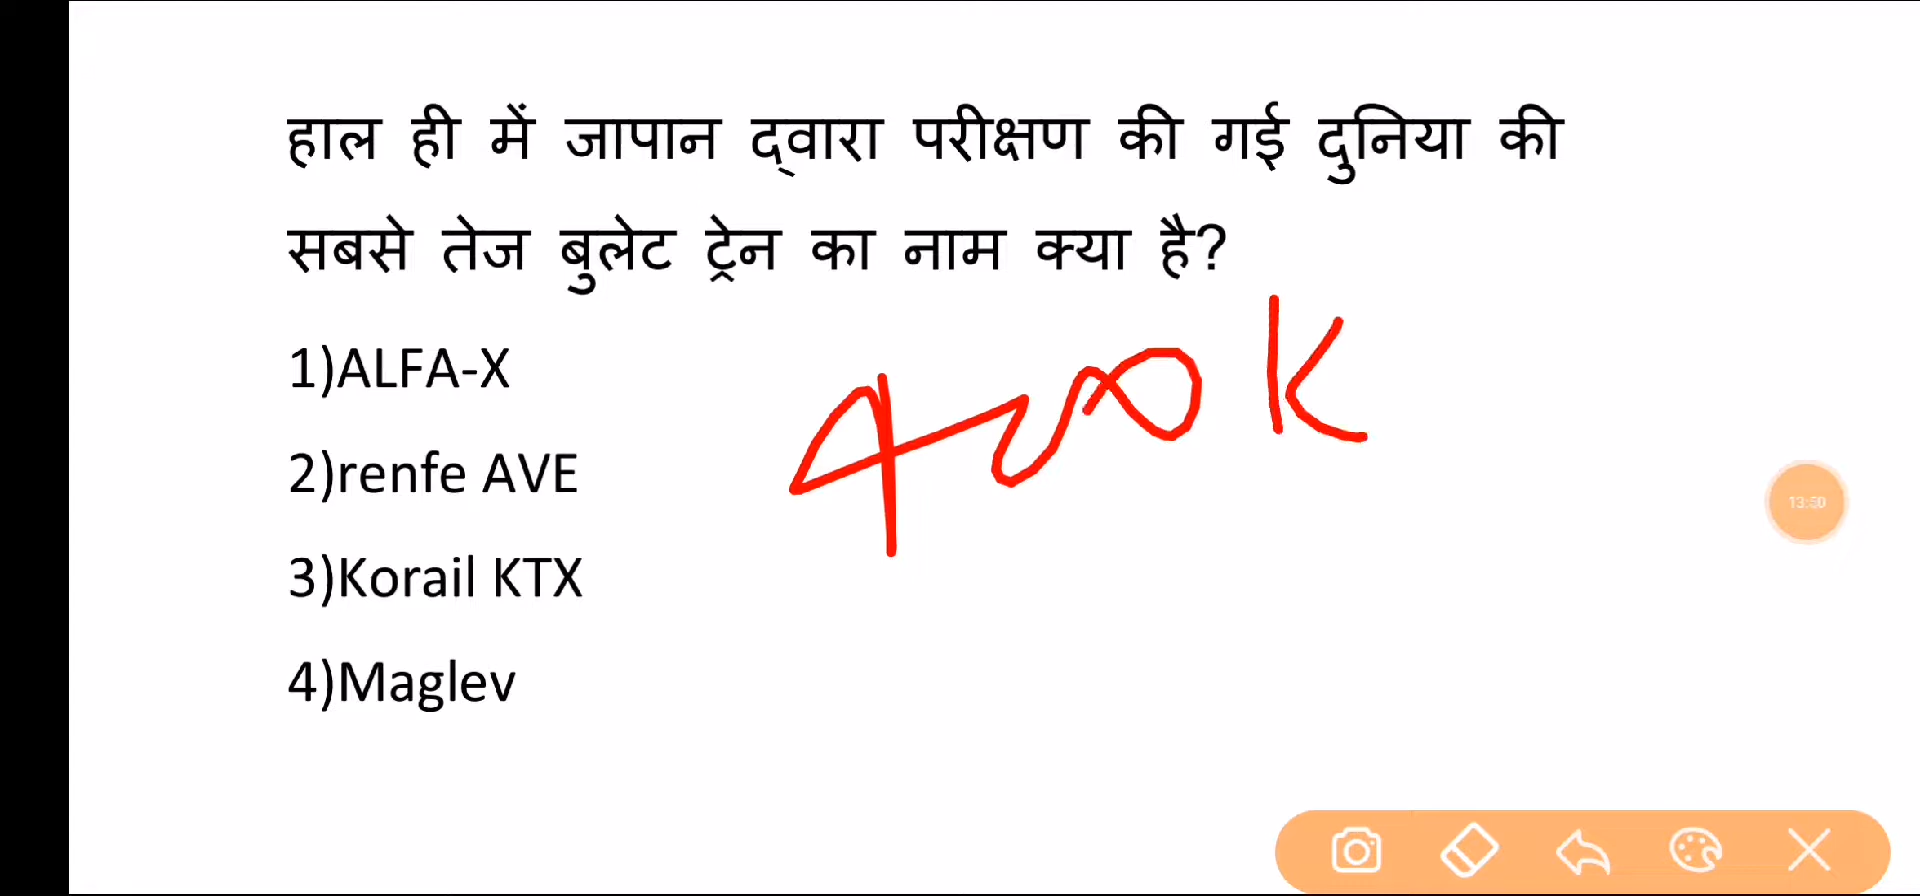 हाल ही में जापान द्वारा परीक्षण की गई दुनिया की
सबसे तेज बुलेट ट्रेन का नाम क्या है?
1)ALFA-X
400 K
2)renfe AVE
13:50
3)Korail KTX
4)Maglev